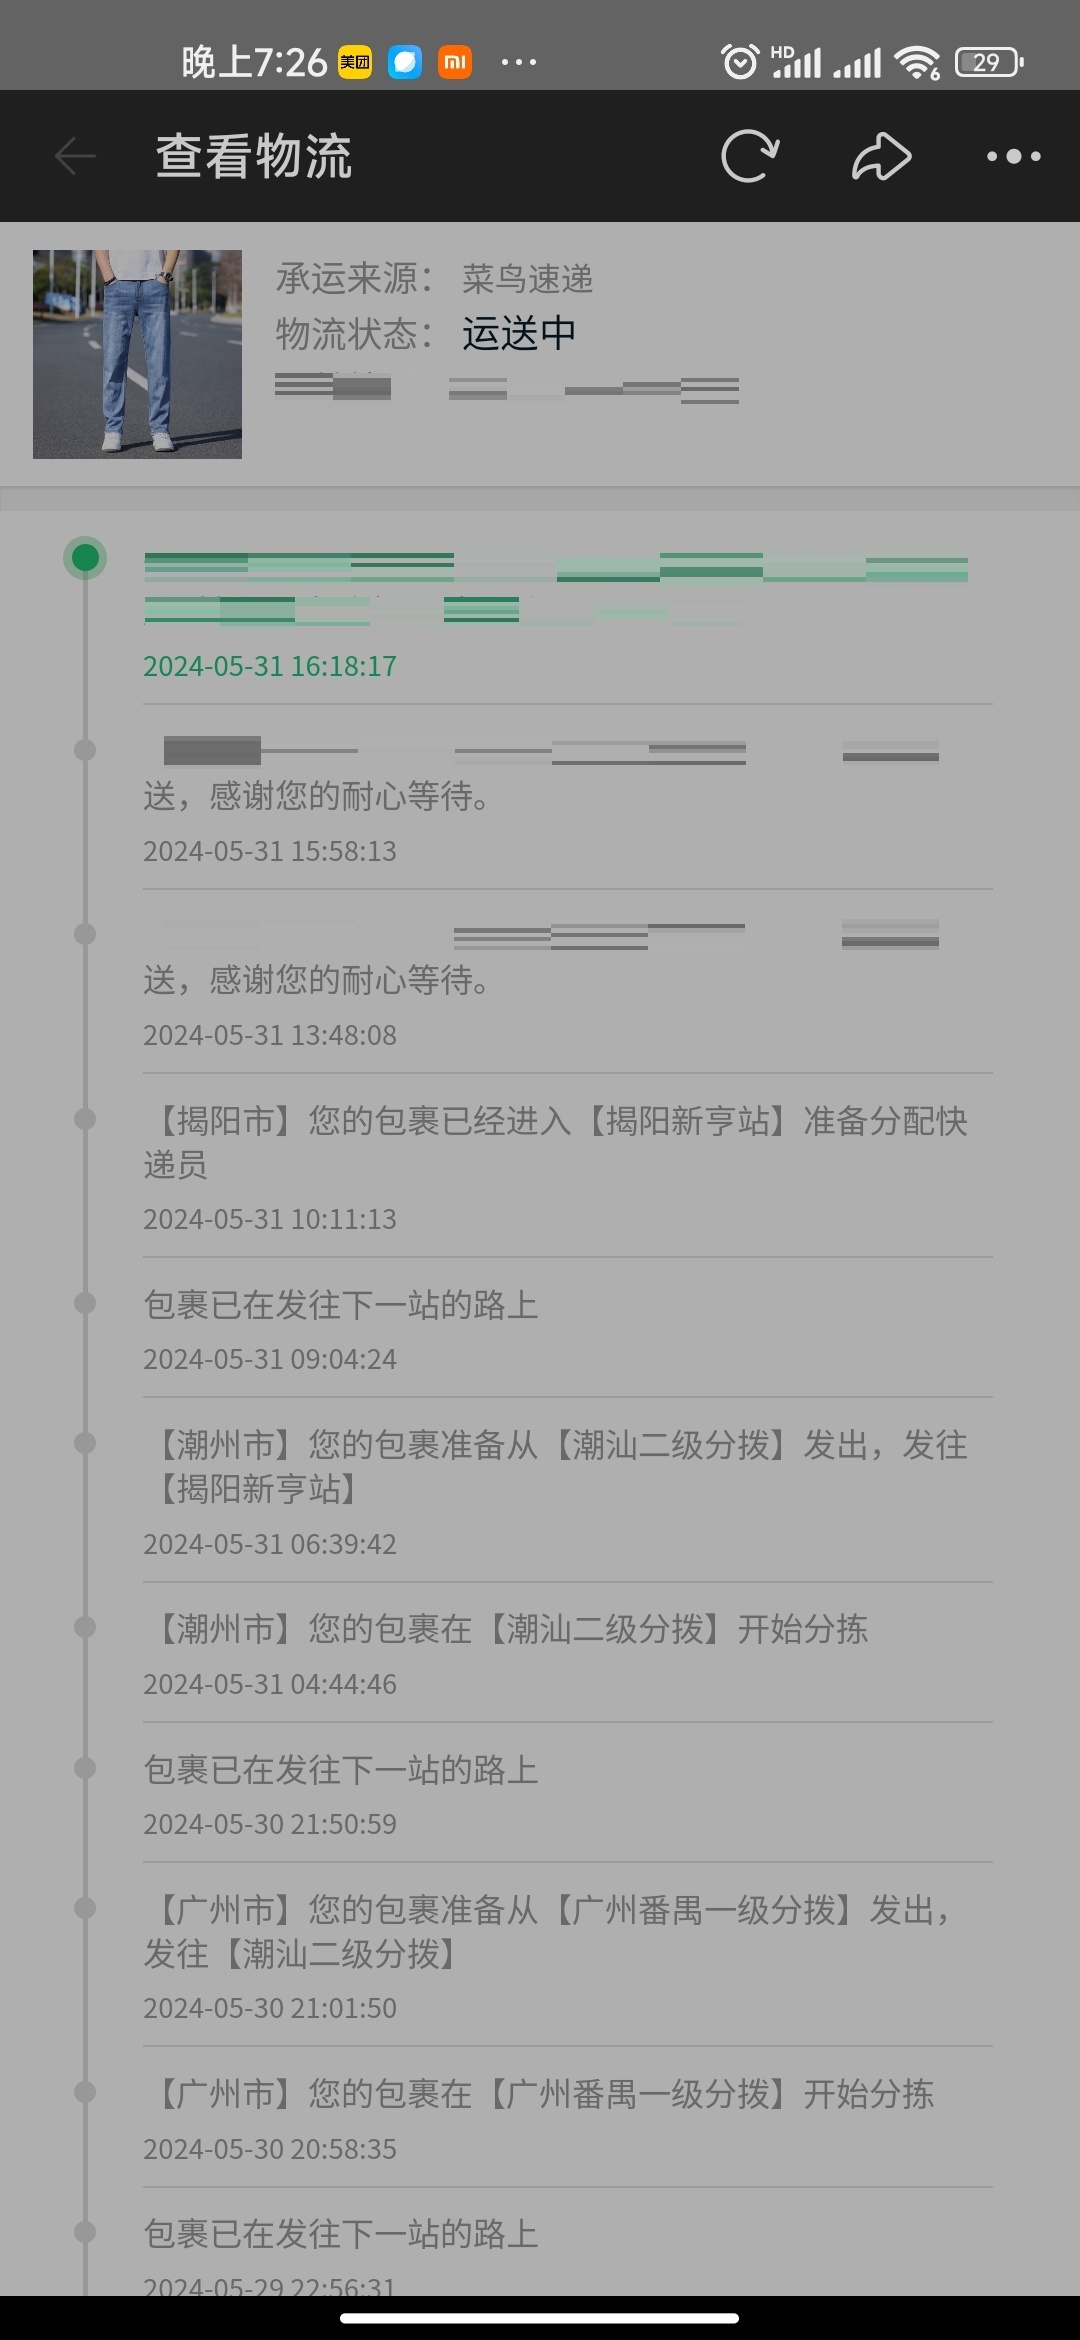 晚上7:26 美团 mi HD 6 29
查看物流
承运来源： 菜鸟速递
物流状态： 运送中
2024-05-31 16:18:17
送，感谢您的耐心等待。
2024-05-31 15:58:13
送，感谢您的耐心等待。
2024-05-31 13:48:08
【揭阳市】您的包裹已经进入【揭阳新亨站】准备分配快
递员
2024-05-31 10:11:13
包裹已在发往下一站的路上
2024-05-31 09:04:24
【潮州市】您的包裹准备从【潮汕二级分拨】发出，发往
【揭阳新亨站】
2024-05-31 06:39:42
【潮州市】您的包裹在【潮汕二级分拨】开始分拣
2024-05-31 04:44:46
包裹已在发往下一站的路上
2024-05-30 21:50:59
【广州市】您的包裹准备从【广州番禺一级分拨】发出，
发往【潮汕二级分拨】
2024-05-30 21:01:50
【广州市】您的包裹在【广州番禺一级分拨】开始分拣
2024-05-30 20:58:35
包裹已在发往下一站的路上
2024-05-29 22:56:31